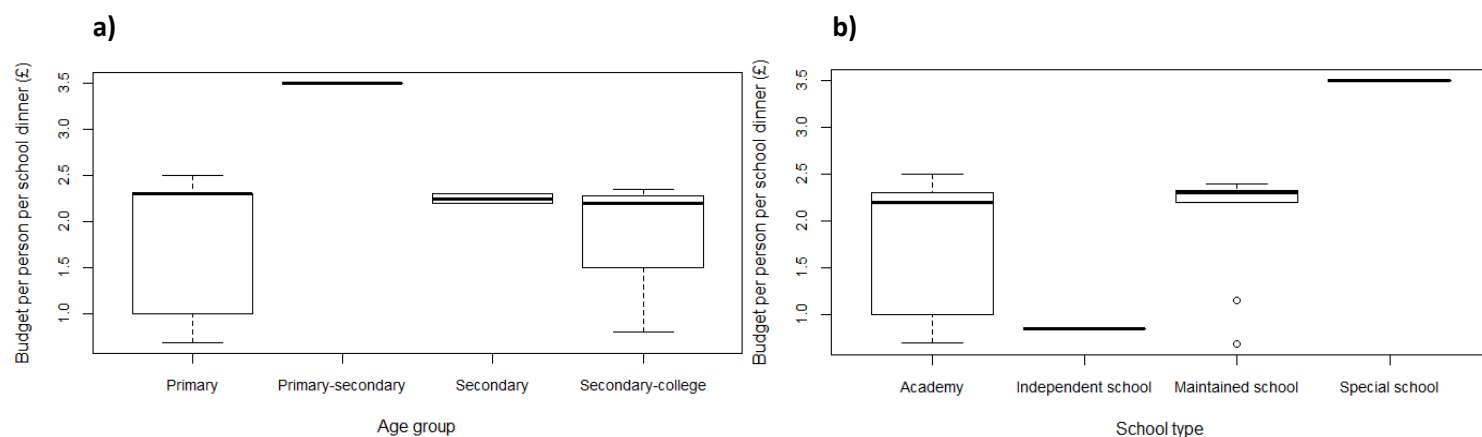 a)
Budget per person per school dinner (£)
3.5
3.0
2.5
2.0
1.5
1.0
Primary
Primary-secondary
Secondary
Secondary-college
Age group
b)
Budget per person per school dinner (£)
3.5
3.0
2.5
2.0
1.5
1.0
Academy
Independent school
Maintained school
Special school
School type